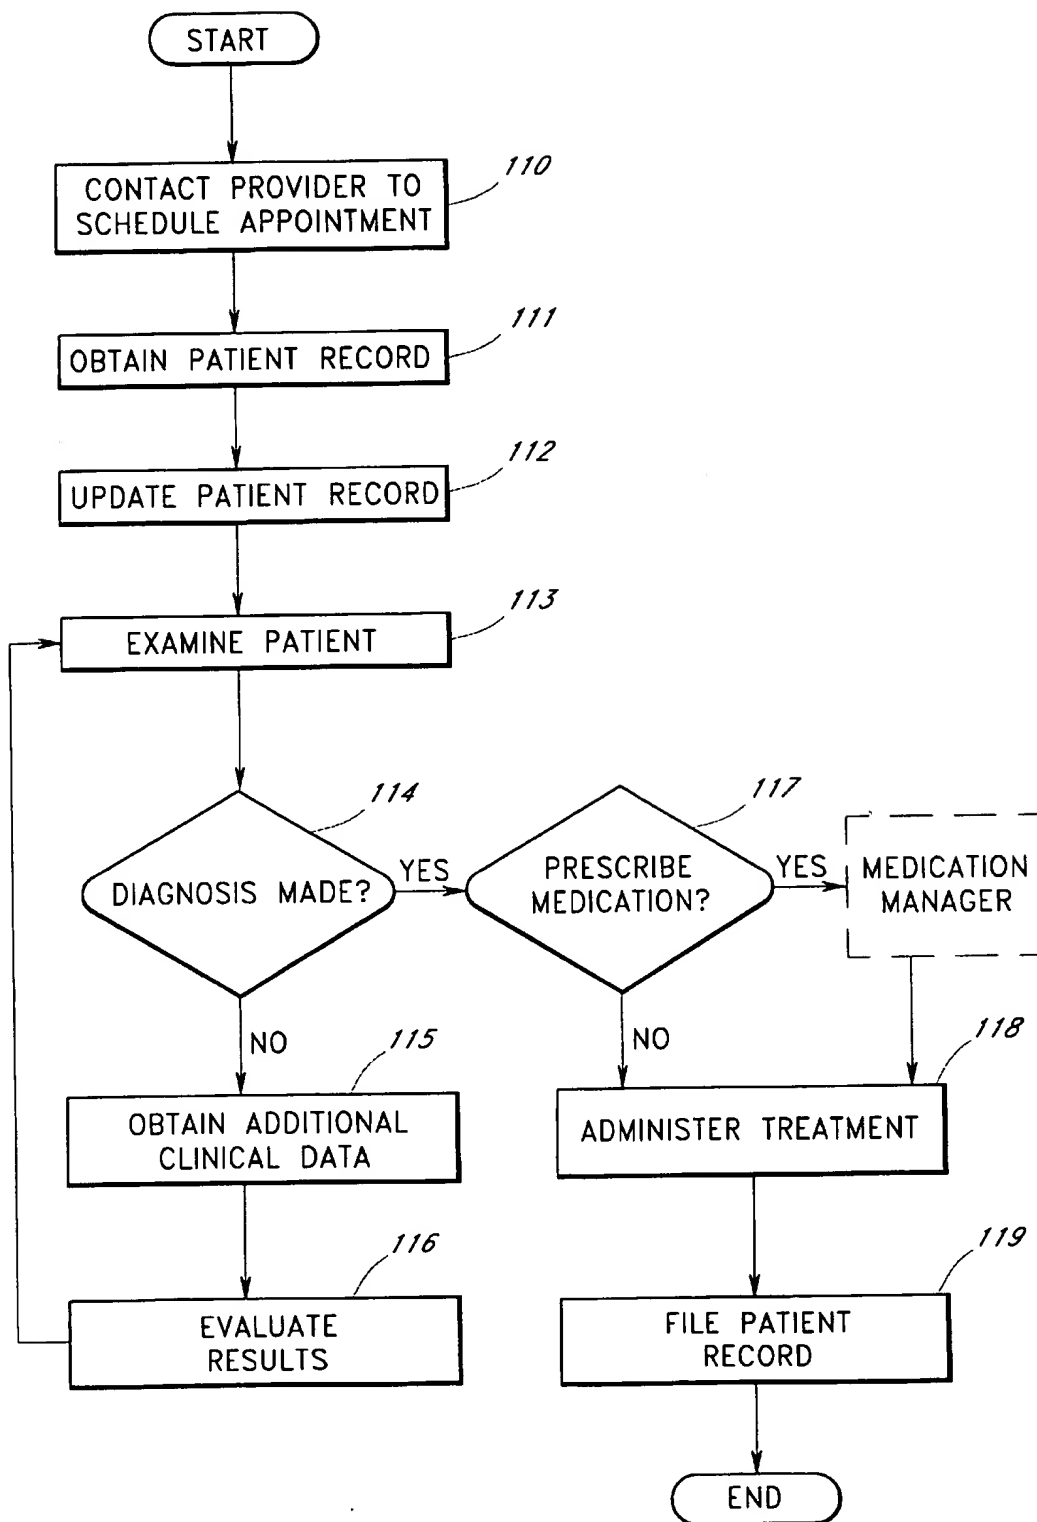 START
110
CONTACT PROVIDER TO
SCHEDULE APPOINTMENT
111
OBTAIN PATIENT RECORD
112
UPDATE PATIENT RECORD
113
EXAMINE PATIENT
114
DIAGNOSIS MADE?
YES
117
PRESCRIBE
MEDICATION?
YES
MEDICATION
MANAGER
NO
115
OBTAIN ADDITIONAL
CLINICAL DATA
116
EVALUATE
RESULTS
NO
118
ADMINISTER TREATMENT
119
FILE PATIENT
RECORD
END